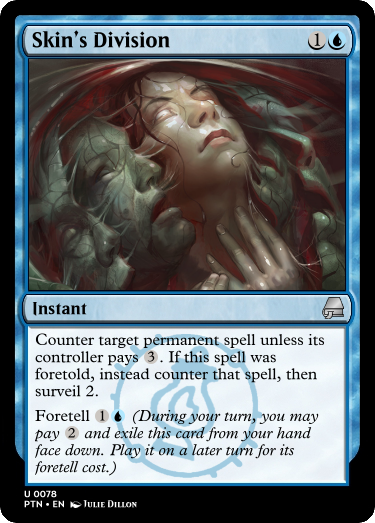 Skin's Division 1
Instant
Counter target permanent spell unless its
controller pays 3. If this spell was
foretold, instead counter that spell, then
surveil 2.
Foretell 1 (During your turn, you may
pay 2 and exile this card from your hand
face down. Play it on a later turn for its
foretell cost.)
U 0078
PTN • EN Julie Dillon